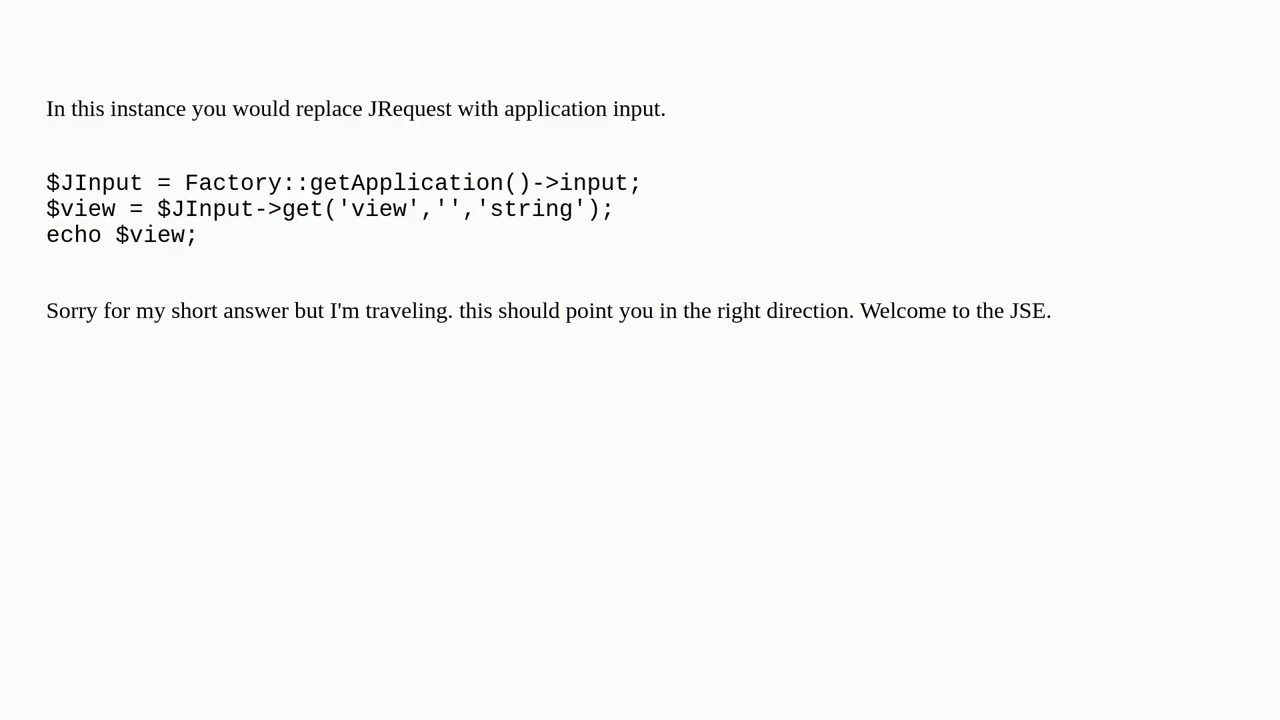 In this instance you would replace JRequest with application input.
$JInput = Factory::getApplication()->input;
$view = $JInput->get('view','','string');
echo $view;
Sorry for my short answer but I'm traveling. this should point you in the right direction. Welcome to the JSE.